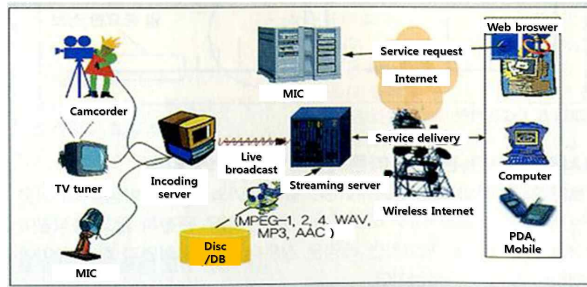 Web broswer
Service request
Internet
MIC
Camcorder
Service delivery
Live
broadcast
TV tuner
Incoding
server
Streaming server
Computer
Wireless Internet
(MPEG-1, 2, 4. WAV,
MP3, AAC )
Disc
/DB
MIC
PDA,
Mobile